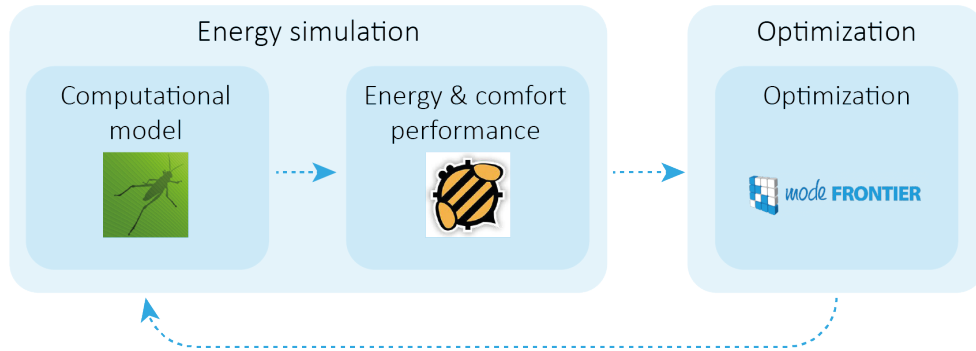 Energy simulation
Optimization
Computational
model
Energy & comfort
performance
Optimization
mode FRONTIER